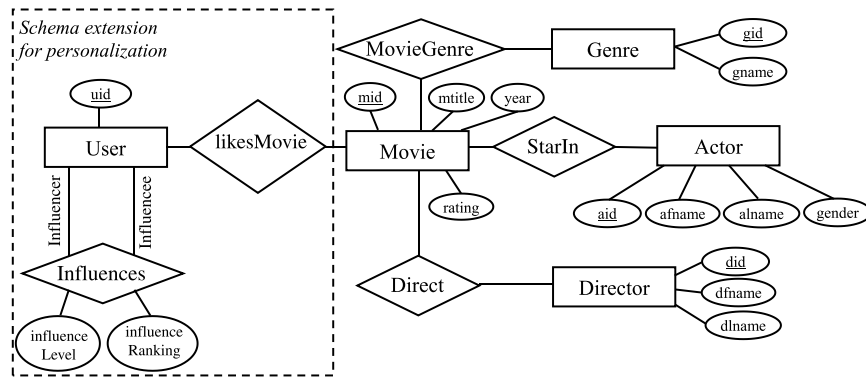 Schema extension
for personalization
MovieGenre
Genre
gid
gname
uid
mid
mtitle
year
User
likesMovie
Movie
StarIn
Actor
rating
aid
afname
alname
gender
Influencer
Influencee
Influences
influence
Level
influence
Ranking
Direct
Director
did
dfname
dlname